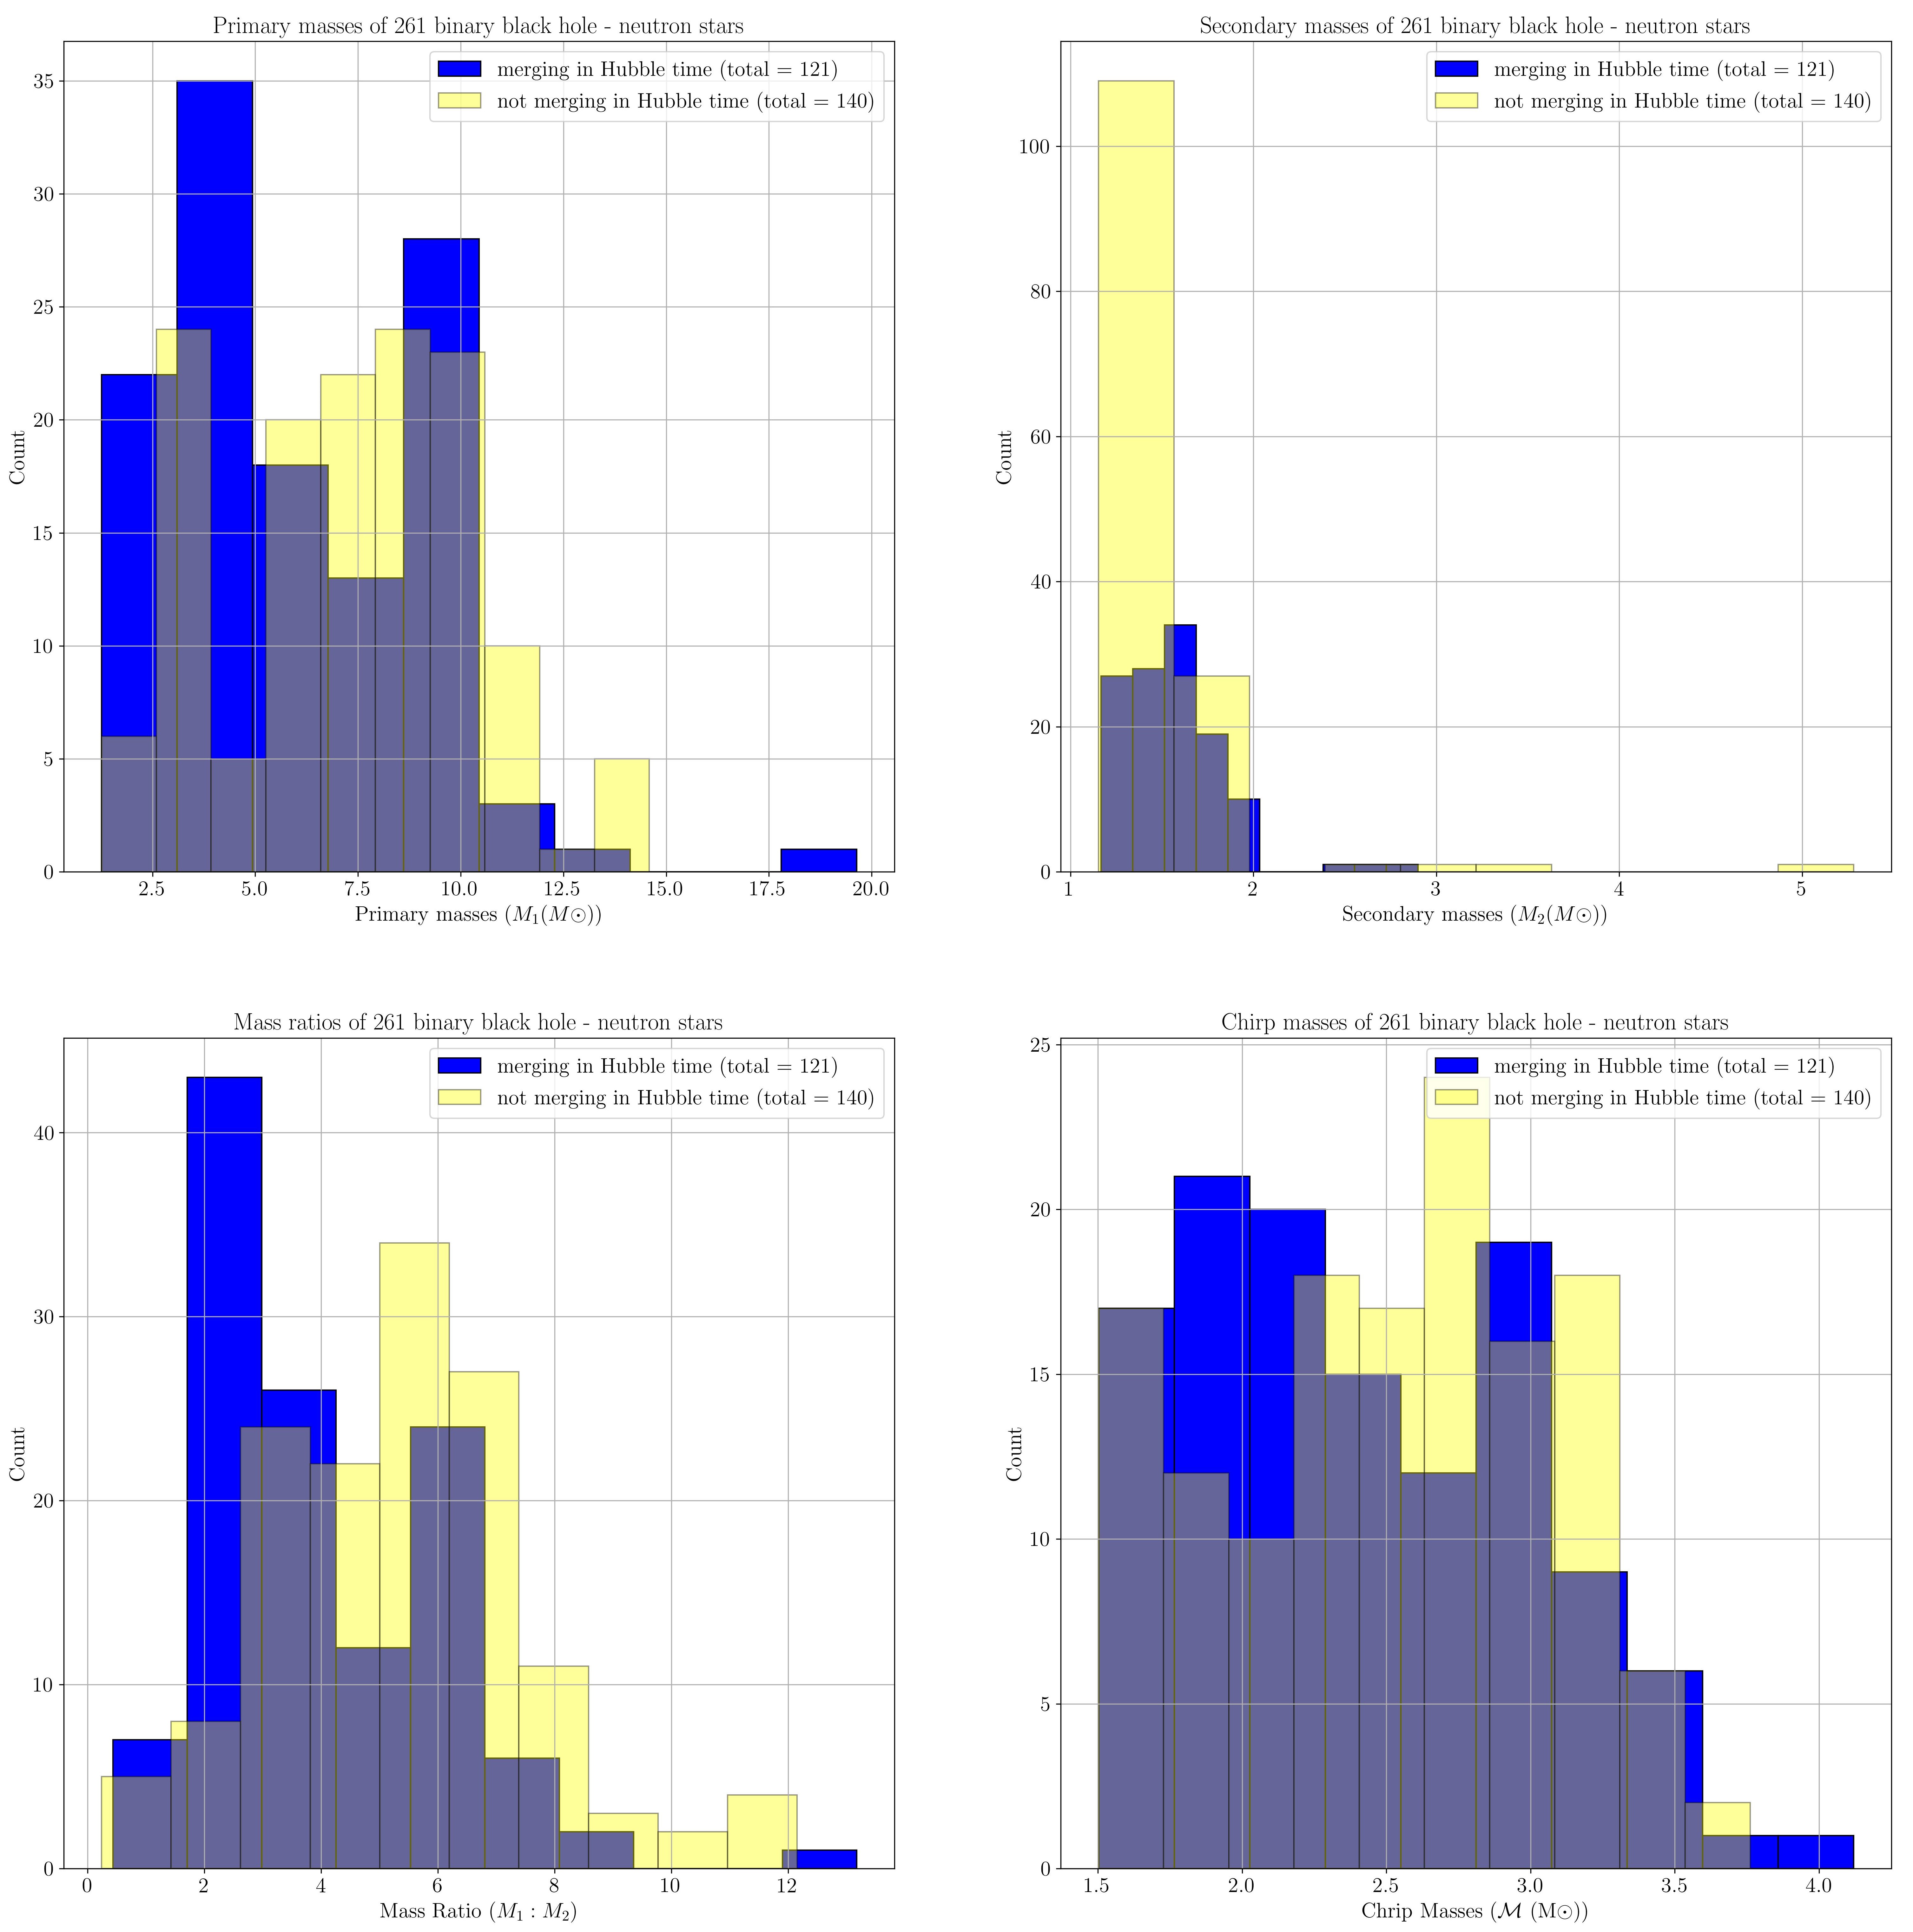 Primary masses of 261 binary black hole - neutron stars
merging in Hubble time (total = 121)
not merging in Hubble time (total = 140)
35
30
25
20
15
10
5
0
Count
2.5 5.0 7.5 10.0 12.5 15.0 17.5 20.0
Primary masses (M₁(M⊙))
Secondary masses of 261 binary black hole - neutron stars
merging in Hubble time (total = 121)
not merging in Hubble time (total = 140)
100
80
60
40
20
0
Count
1 2 3 4 5
Secondary masses (M₂(M⊙))
Mass ratios of 261 binary black hole - neutron stars
merging in Hubble time (total = 121)
not merging in Hubble time (total = 140)
40
30
20
10
0
Count
0 2 4 6 8 10 12
Mass Ratio (M₁ : M₂)
Chirp masses of 261 binary black hole - neutron stars
merging in Hubble time (total = 121)
not merging in Hubble time (total = 140)
25
20
15
10
5
0
Count
1.5 2.0 2.5 3.0 3.5 4.0
Chrip Masses (ℳ (M⊙))